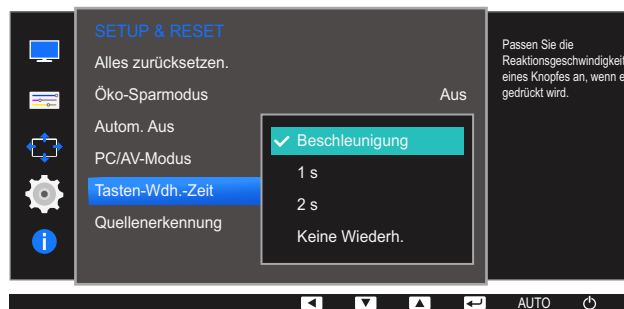 SETUP & RESET
Alles zurücksetzen.
Öko-Sparmodus Aus
Autom. Aus
PC/AV-Modus
Tasten-Wdh.-Zeit
Quellenerkennung
Beschleunigung
1 s
2 s
Keine Wiederh.
Passen Sie die
Reaktionsgeschwindigkeit
eines Knopfes an, wenn e
gedrückt wird.
AUTO